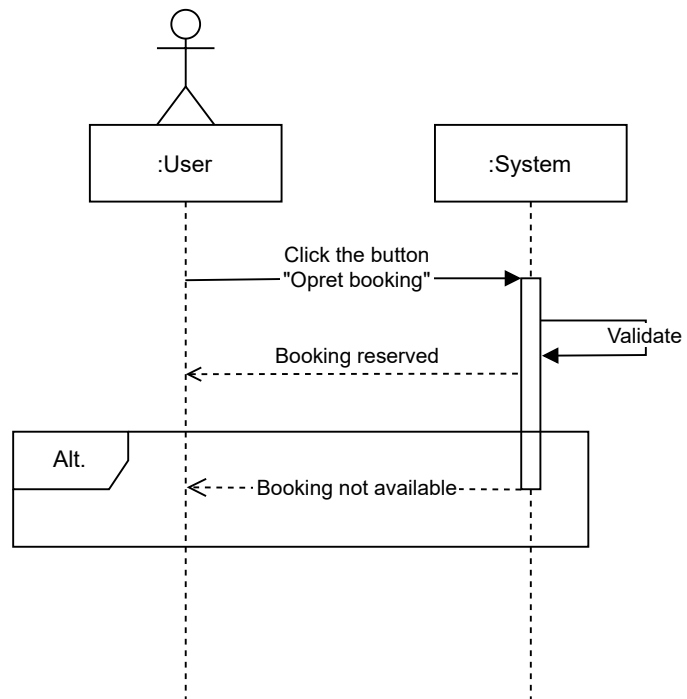 :User
:System
Click the button
"Opret booking"
Validate
Booking reserved
Alt.
Booking not available